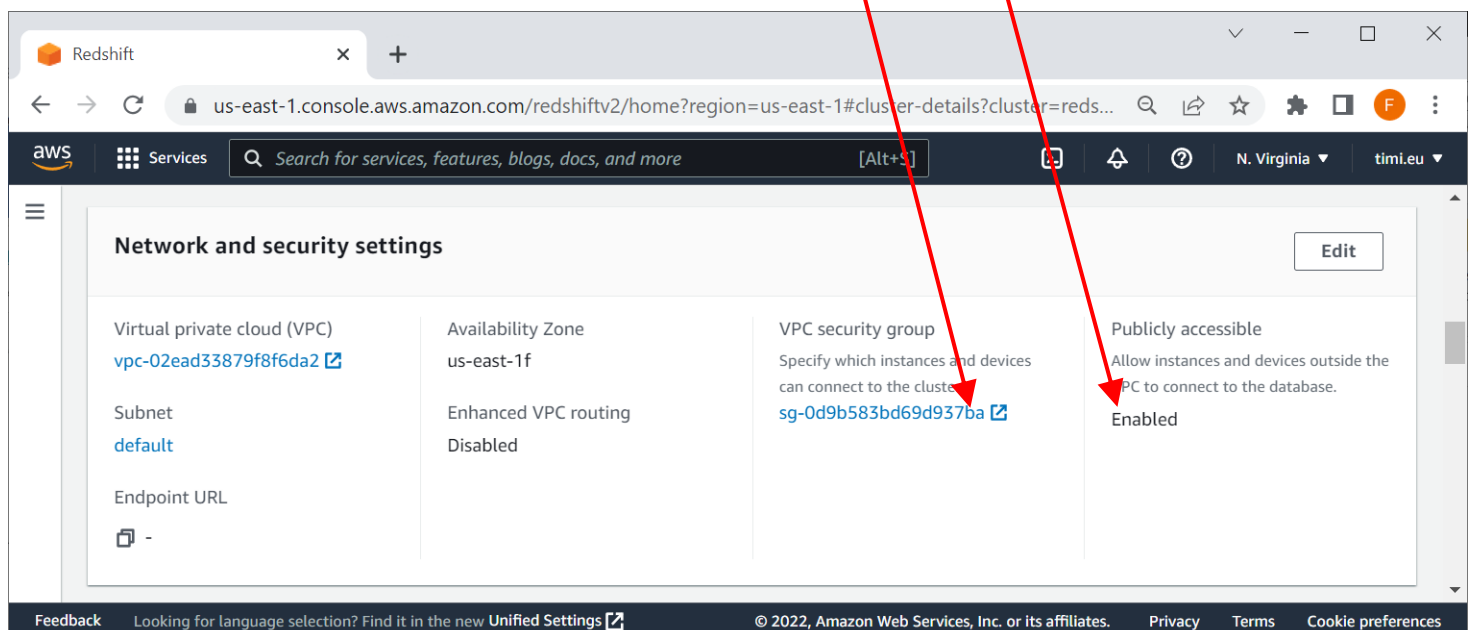 Redshift
us-east-1.console.aws.amazon.com/redshiftv2/home?region=us-east-1#cluster-details?cluster=reds...
F
aws
Services
Search for services, features, blogs, docs, and more
[Alt+S]
N. Virginia
timi.eu
Network and security settings
Edit
Virtual private cloud (VPC)
vpc-02ead33879f8f6da2
Subnet
default
Endpoint URL
-
Availability Zone
us-east-1f
Enhanced VPC routing
Disabled
VPC security group
Specify which instances and devices
can connect to the cluster.
sg-0d9b583bd69d937ba
Publicly accessible
Allow instances and devices outside the
VPC to connect to the database.
Enabled
Feedback
Looking for language selection? Find it in the new Unified Settings
© 2022, Amazon Web Services, Inc. or its affiliates.
Privacy
Terms
Cookie preferences